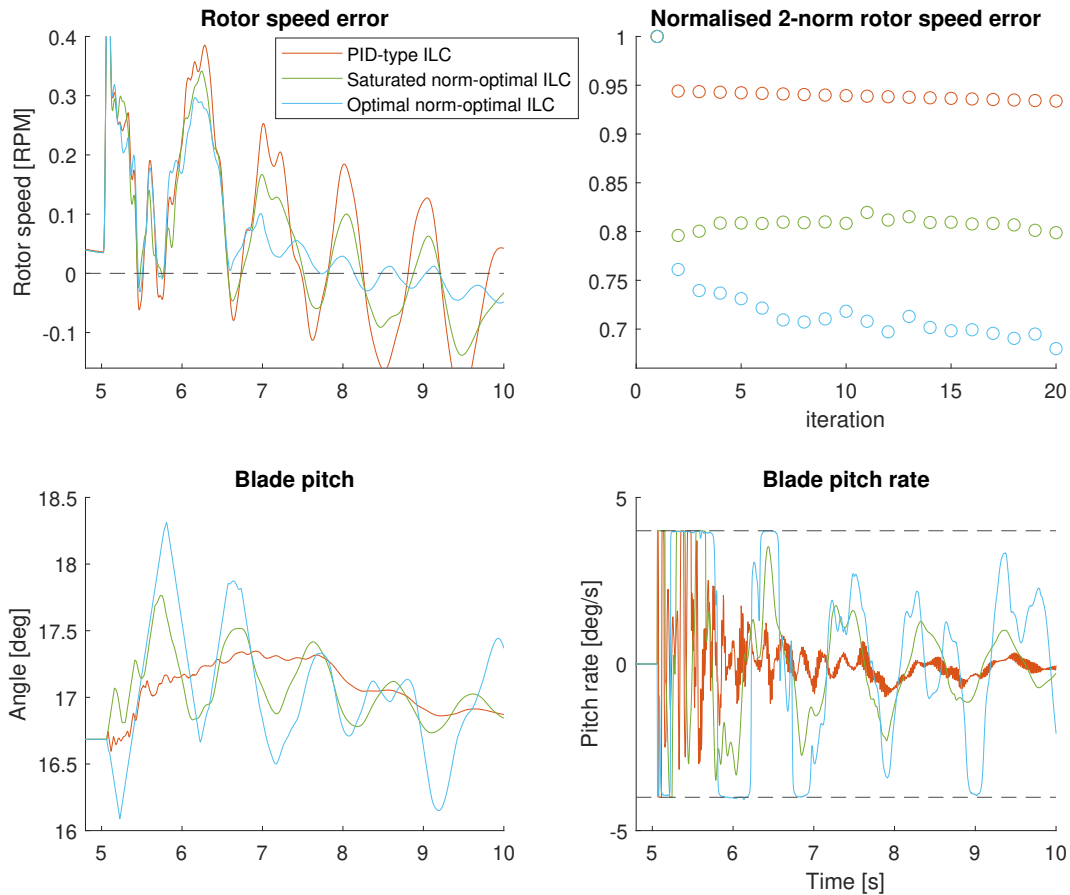 Rotor speed error
0.4
0.3
0.2
0.1
0
-0.1
Rotor speed [RPM]
PID-type ILC
Saturated norm-optimal ILC
Optimal norm-optimal ILC
5 6 7 8 9 10
Normalised 2-norm rotor speed error
1
0.95
0.9
0.85
0.8
0.75
0.7
0 5 10 15 20
iteration
Blade pitch
18.5
18
17.5
17
16.5
16
Angle [deg]
5 6 7 8 9 10
Blade pitch rate
5
0
-5
Pitch rate [deg/s]
5 6 7 8 9 10
Time [s]